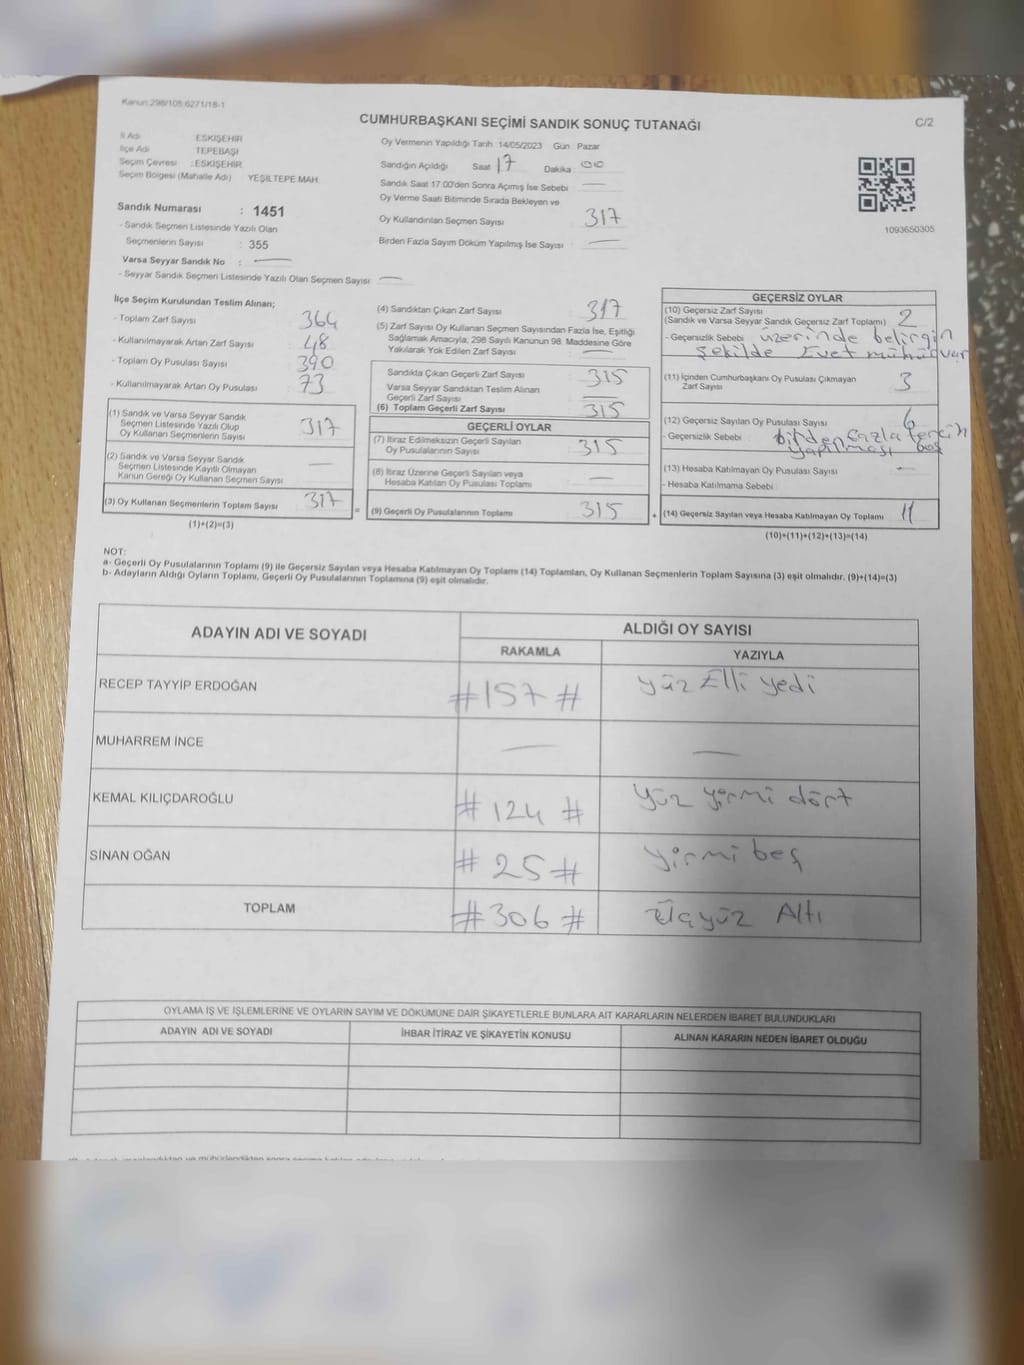 Kanun:298/105;6271/18-1
CUMHURBAŞKANI SEÇİMİ SANDIK SONUÇ TUTANAĞI
C/2
İl Adı ESKİŞEHİR
İlçe Adı TEPEBAŞI
Seçim Çevresi : ESKİŞEHİR
Seçim Bölgesi (Mahalle Adı) YEŞİLTEPE MAH.
Sandık Numarası : 1451
- Sandık Seçmen Listesinde Yazılı Olan
Seçmenlerin Sayısı : 355
Varsa Seyyar Sandık No : —
- Seyyar Sandık Seçmen Listesinde Yazılı Olan Seçmen Sayısı —
Oy Vermenin Yapıldığı Tarih 14/05/2023 Gün : Pazar
Sandığın Açıldığı Saat 17 Dakika 00
Sandık Saat 17:00'den Sonra Açılmış İse Sebebi —
Oy Verme Saati Bitiminde Sırada Bekleyen ve
Oy Kullandırılan Seçmen Sayısı 317
Birden Fazla Sayım Döküm Yapılmış İse Sayısı —
1093650305
İlçe Seçim Kurulundan Teslim Alınan;
- Toplam Zarf Sayısı 364
- Kullanılmayarak Artan Zarf Sayısı 48
- Toplam Oy Pusulası Sayısı 390
- Kullanılmayarak Artan Oy Pusulası 73
(1) Sandık ve Varsa Seyyar Sandık
Seçmen Listesinde Yazılı Olup
Oy Kullanan Seçmenlerin Sayısı 317
(2) Sandık ve Varsa Seyyar Sandık
Seçmen Listesinde Kayıtlı Olmayan
Kanun Gereği Oy Kullanan Seçmen Sayısı —
(3) Oy Kullanan Seçmenlerin Toplam Sayısı 317
(1)+(2)=(3)
=
(4) Sandıktan Çıkan Zarf Sayısı 317
(5) Zarf Sayısı Oy Kullanan Seçmen Sayısından Fazla İse, Eşitliği
Sağlamak Amacıyla, 298 Sayılı Kanunun 98. Maddesine Göre
Yakılarak Yok Edilen Zarf Sayısı —
Sandıkta Çıkan Geçerli Zarf Sayısı 315
Varsa Seyyar Sandıktan Teslim Alınan
Geçerli Zarf Sayısı —
(6) Toplam Geçerli Zarf Sayısı 315
GEÇERLİ OYLAR
(7) İtiraz Edilmeksizin Geçerli Sayılan
Oy Pusulalarının Sayısı 315
(8) İtiraz Üzerine Geçerli Sayılan veya
Hesaba Katılan Oy Pusulası Toplamı —
(9) Geçerli Oy Pusulalarının Toplamı 315
+
GEÇERSİZ OYLAR
(10) Geçersiz Zarf Sayısı
(Sandık ve Varsa Seyyar Sandık Geçersiz Zarf Toplamı) 2
- Geçersizlik Sebebi üzerinde belirgin
şekilde Evet mührü var
(11) İçinden Cumhurbaşkanı Oy Pusulası Çıkmayan
Zarf Sayısı 3
(12) Geçersiz Sayılan Oy Pusulası Sayısı 6
- Geçersizlik Sebebi birden fazla tercih
yapılması boş
(13) Hesaba Katılmayan Oy Pusulası Sayısı —
- Hesaba Katılmama Sebebi
(14) Geçersiz Sayılan veya Hesaba Katılmayan Oy Toplamı 11
(10)+(11)+(12)+(13)=(14)
NOT:
a- Geçerli Oy Pusulalarının Toplamı (9) ile Geçersiz Sayılan veya Hesaba Katılmayan Oy Toplamı (14) Toplamları, Oy Kullanan Seçmenlerin Toplam Sayısına (3) eşit olmalıdır. (9)+(14)=(3)
b- Adayların Aldığı Oyların Toplamı, Geçerli Oy Pusulalarının Toplamına (9) eşit olmalıdır.
ADAYIN ADI VE SOYADI ALDIĞI OY SAYISI
RAKAMLA YAZIYLA
RECEP TAYYİP ERDOĞAN #157# yüz Elli yedi
MUHARREM İNCE — —
KEMAL KILIÇDAROĞLU #124# Yüz yirmi dört
SİNAN OĞAN #25# yirmi beş
TOPLAM #306# Üçyüz Altı
OYLAMA İŞ VE İŞLEMLERİNE VE OYLARIN SAYIM VE DÖKÜMÜNE DAİR ŞİKAYETLERLE BUNLARA AİT KARARLARIN NELERDEN İBARET BULUNDUKLARI
ADAYIN ADI VE SOYADI İHBAR İTİRAZ VE ŞİKAYETİN KONUSU ALINAN KARARIN NEDEN İBARET OLDUĞU